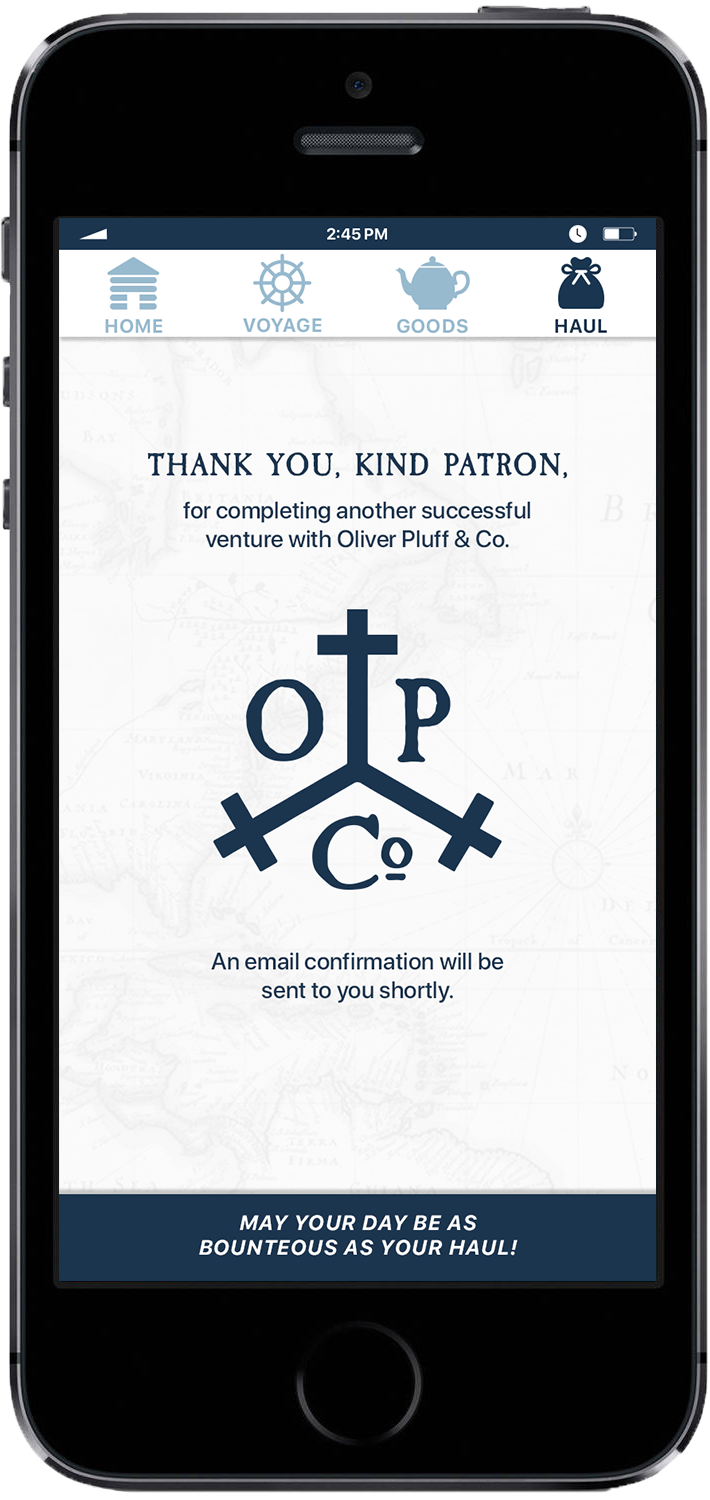 2:45 PM
HOME VOYAGE GOODS HAUL
THANK YOU, KIND PATRON,
for completing another successful
venture with Oliver Pluff & Co.
O P
Co
An email confirmation will be
sent to you shortly.
MAY YOUR DAY BE AS
BOUNTEOUS AS YOUR HAUL!